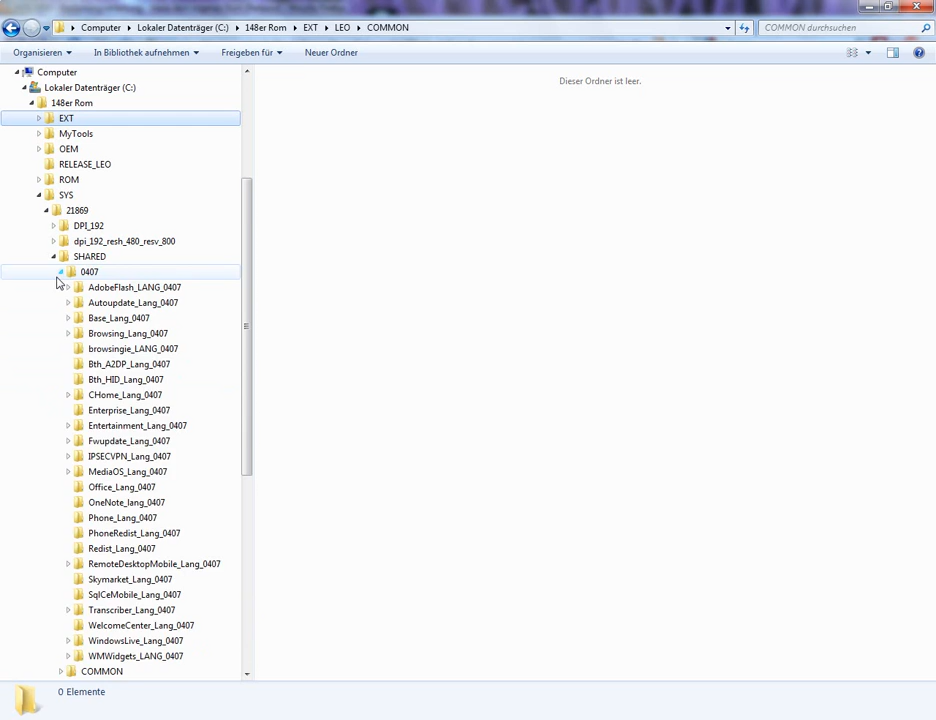 Computer ▸ Lokaler Datenträger (C:) ▸ 148er Rom ▸ EXT ▸ LEO ▸ COMMON
COMMON durchsuchen
Organisieren In Bibliothek aufnehmen Freigeben für Neuer Ordner
Computer
Lokaler Datenträger (C:)
148er Rom
EXT
MyTools
OEM
RELEASE_LEO
ROM
SYS
21869
DPI_192
dpi_192_resh_480_resv_800
SHARED
0407
AdobeFlash_LANG_0407
Autoupdate_Lang_0407
Base_Lang_0407
Browsing_Lang_0407
browsingie_LANG_0407
Bth_A2DP_Lang_0407
Bth_HID_Lang_0407
CHome_Lang_0407
Enterprise_Lang_0407
Entertainment_Lang_0407
Fwupdate_Lang_0407
IPSECVPN_Lang_0407
MediaOS_Lang_0407
Office_Lang_0407
OneNote_lang_0407
Phone_Lang_0407
PhoneRedist_Lang_0407
Redist_Lang_0407
RemoteDesktopMobile_Lang_0407
Skymarket_Lang_0407
SqlCeMobile_Lang_0407
Transcriber_Lang_0407
WelcomeCenter_Lang_0407
WindowsLive_Lang_0407
WMWidgets_LANG_0407
COMMON
Dieser Ordner ist leer.
0 Elemente